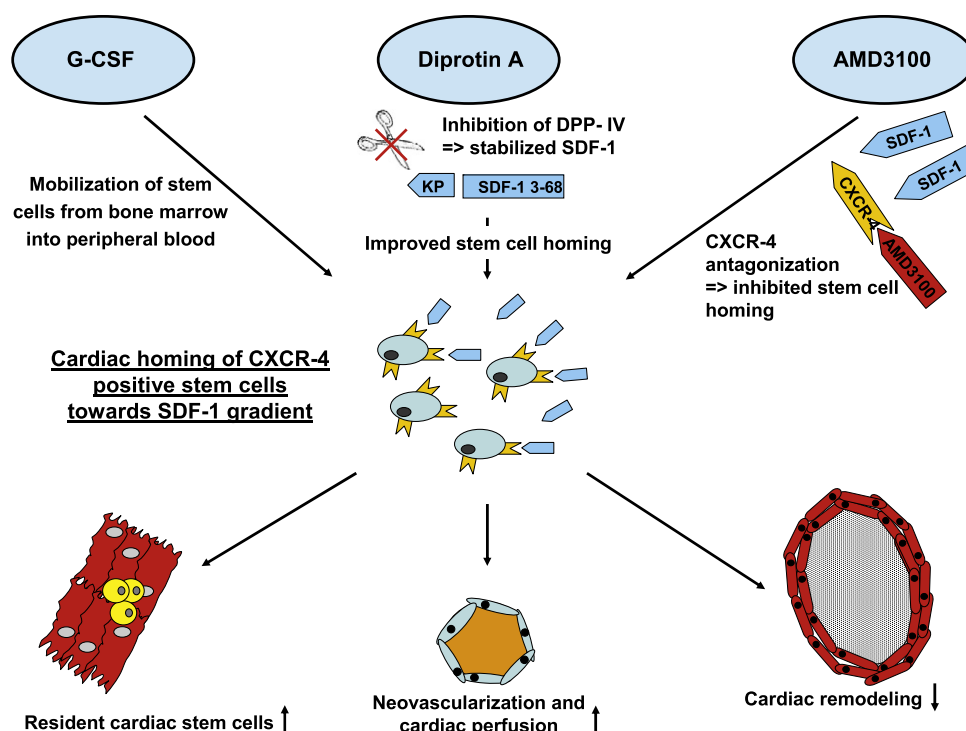 G-CSF
Diprotin A
AMD3100
Inhibition of DPP- IV
=> stabilized SDF-1
KP
SDF-1 3-68
SDF-1
SDF-1
CXCR-4
AMD3100
Mobilization of stem
cells from bone marrow
into peripheral blood
Improved stem cell homing
CXCR-4
antagonization
=> inhibited stem cell
homing
Cardiac homing of CXCR-4
positive stem cells
towards SDF-1 gradient
Resident cardiac stem cells
Neovascularization and
cardiac perfusion
Cardiac remodeling